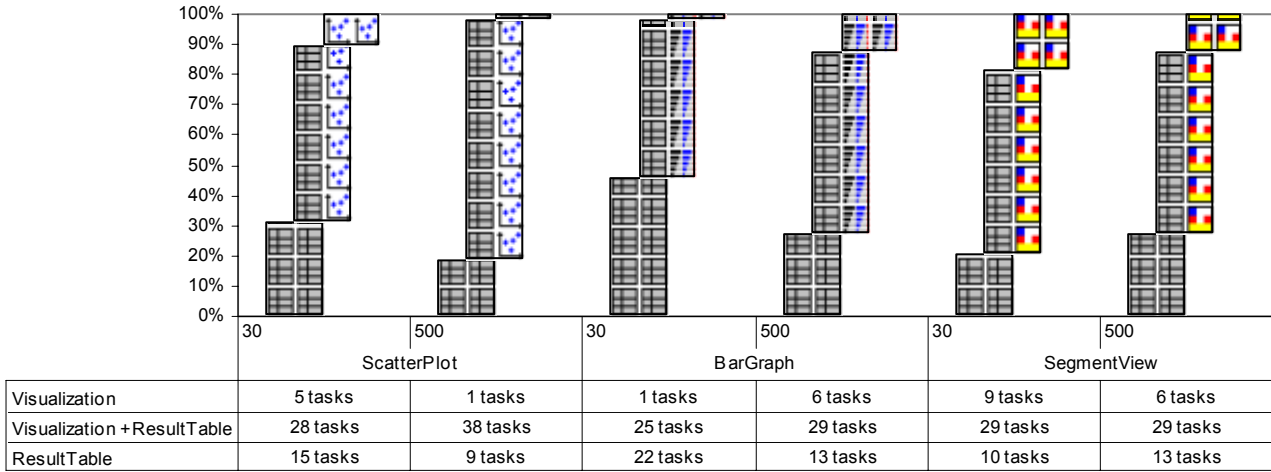 100%
90%
80%
70%
60%
50%
40%
30%
20%
10%
0%
30 500 30 500 30 500
ScatterPlot BarGraph SegmentView
Visualization 5 tasks 1 tasks 1 tasks 6 tasks 9 tasks 6 tasks
Visualization +ResultTable 28 tasks 38 tasks 25 tasks 29 tasks 29 tasks 29 tasks
ResultTable 15 tasks 9 tasks 22 tasks 13 tasks 10 tasks 13 tasks